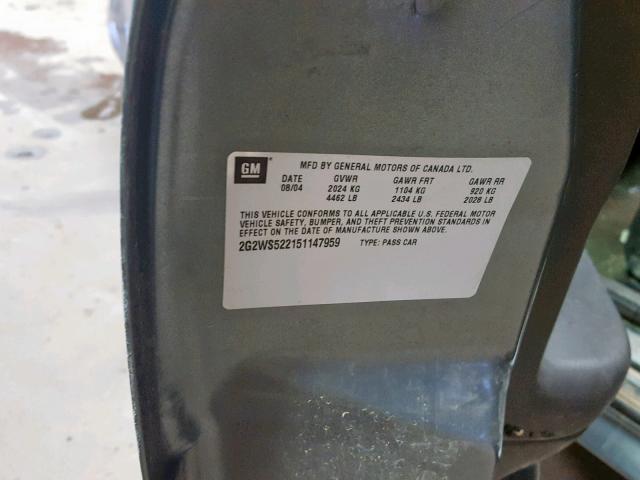 GM
MFD BY GENERAL MOTORS OF CANADA LTD.
DATE GVWR GAWR FRT GAWR RR
08/04 2024 KG 1104 KG 920 KG
4462 LB 2434 LB 2028 LB
THIS VEHICLE CONFORMS TO ALL APPLICABLE U.S. FEDERAL MOTOR
VEHICLE SAFETY, BUMPER, AND THEFT PREVENTION STANDARDS IN
EFFECT ON THE DATE OF MANUFACTURE SHOWN ABOVE.
2G2WS522151147959 TYPE: PASS CAR